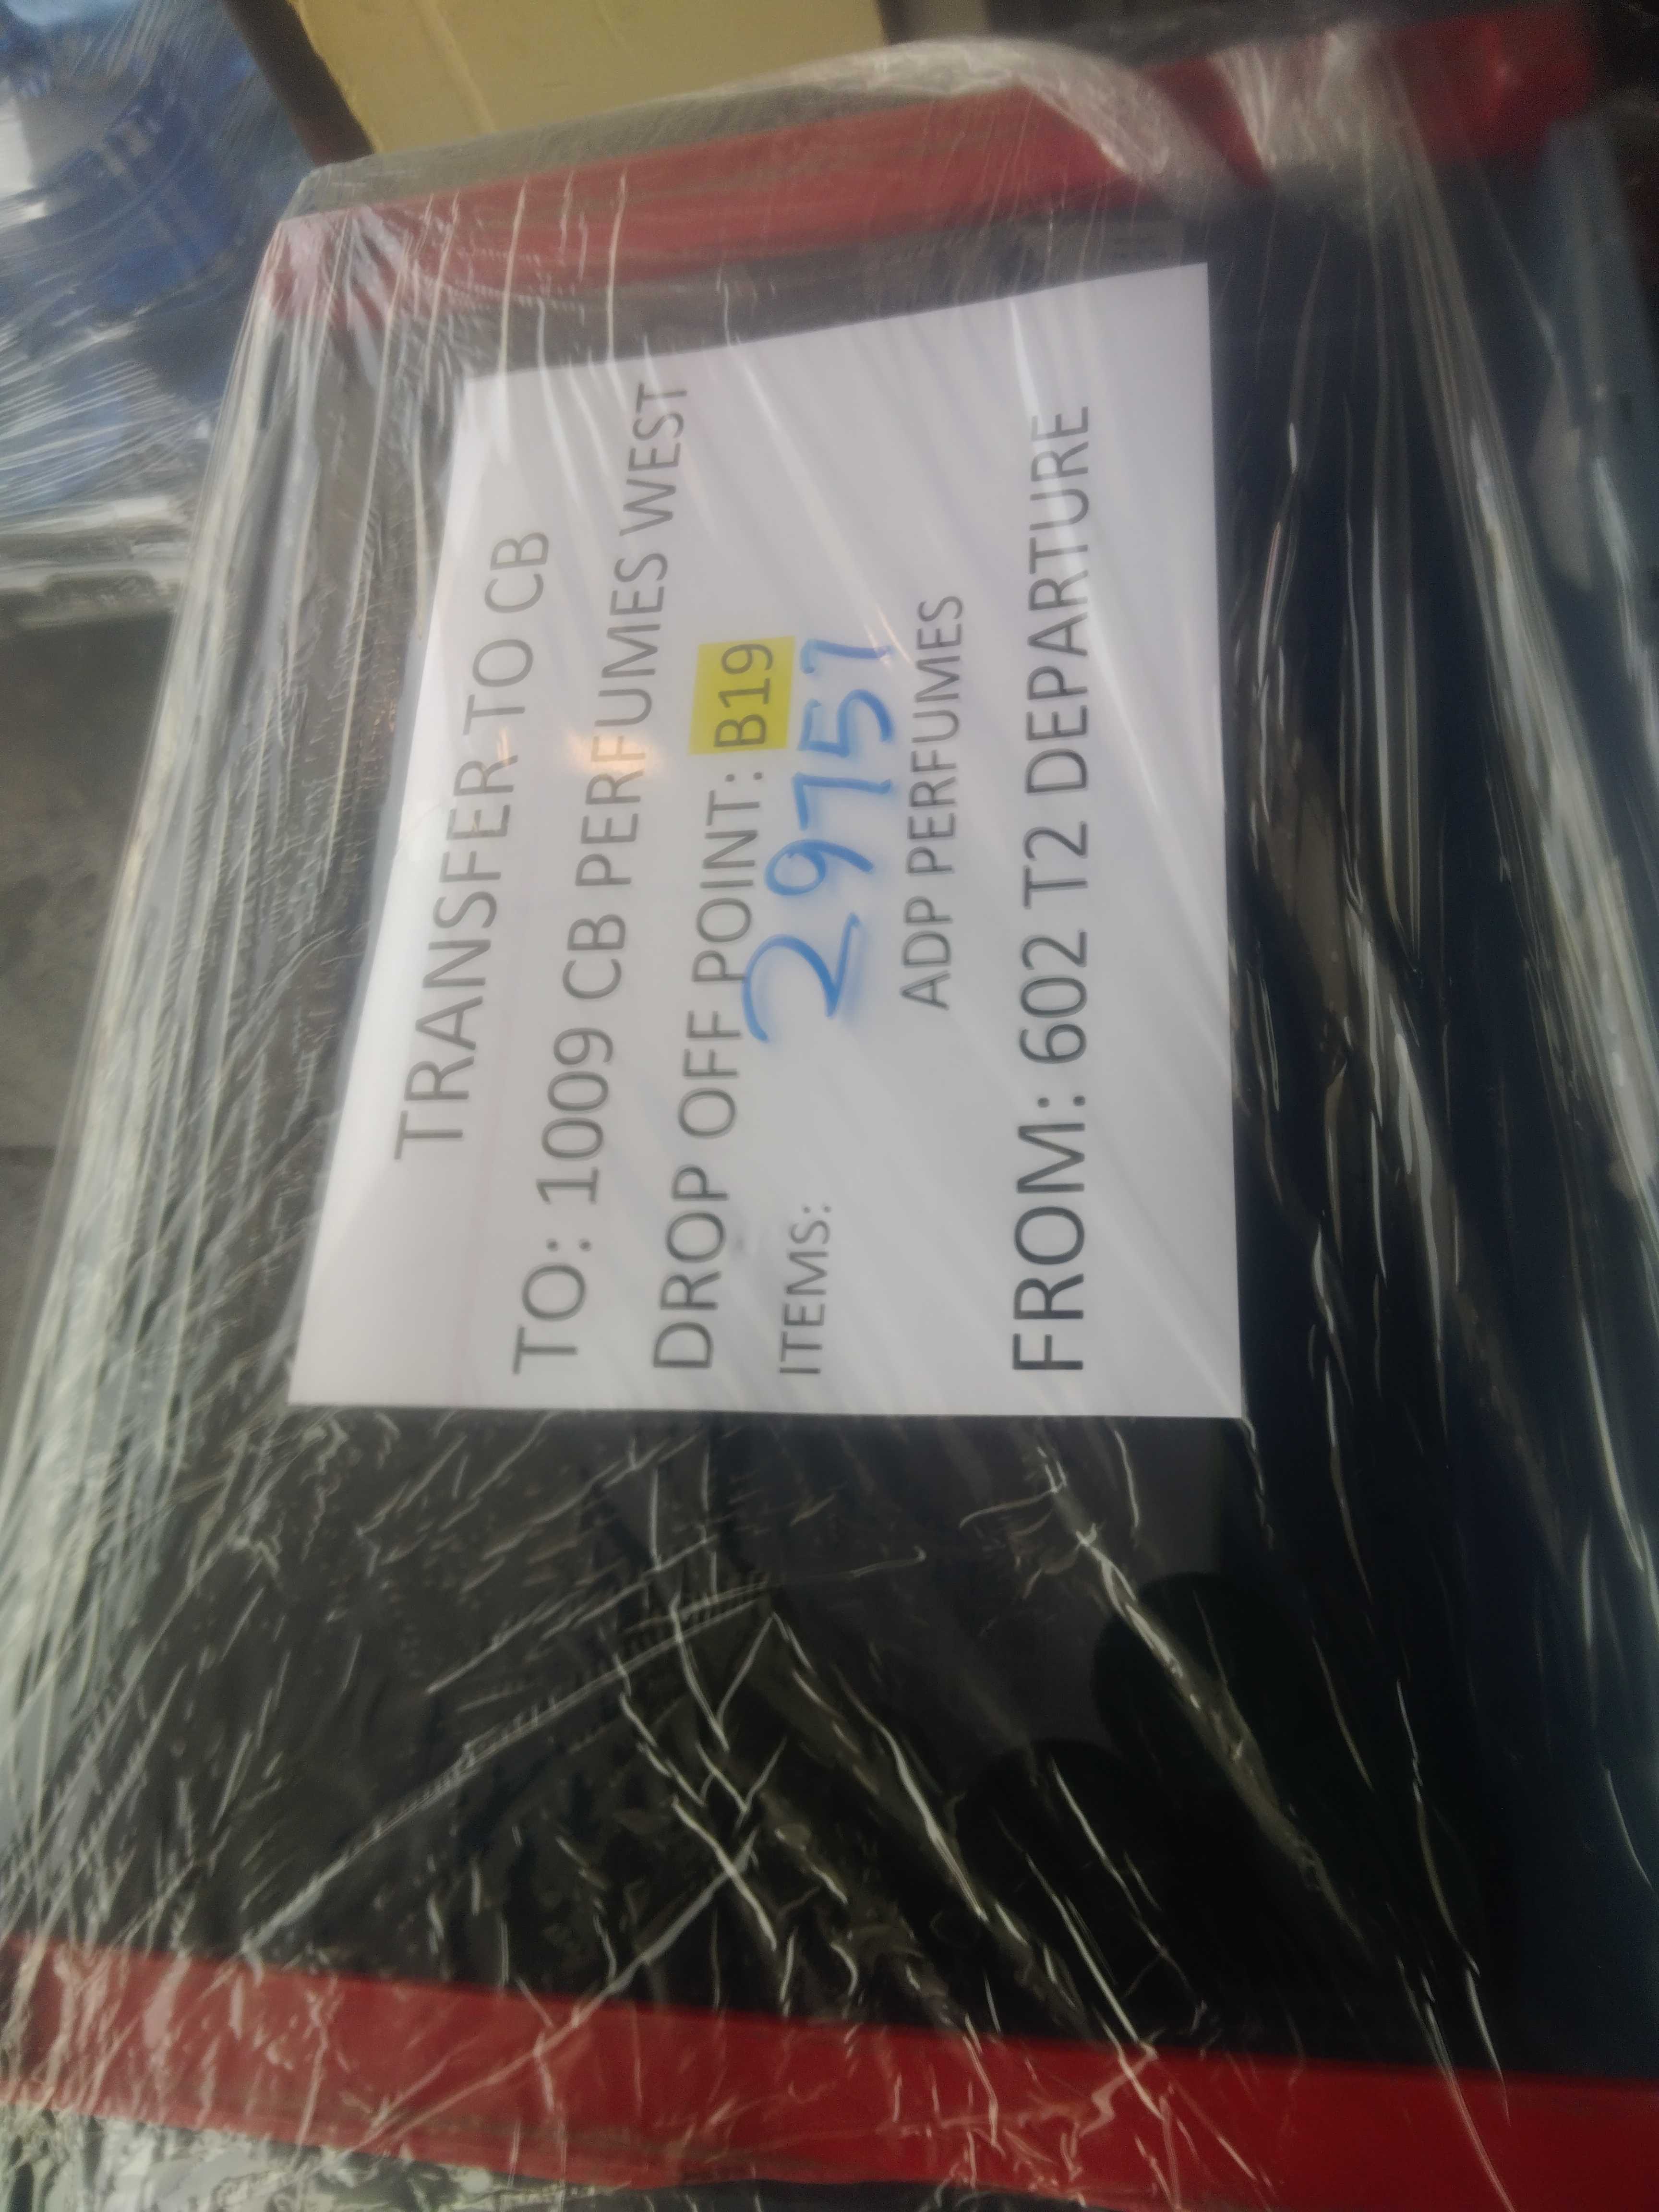 TRANSFER TO CB
TO: 1009 CB PERFUMES WEST
DROP OFF POINT: B19
29751
ITEMS:
ADP PERFUMES
FROM: 602 T2 DEPARTURE